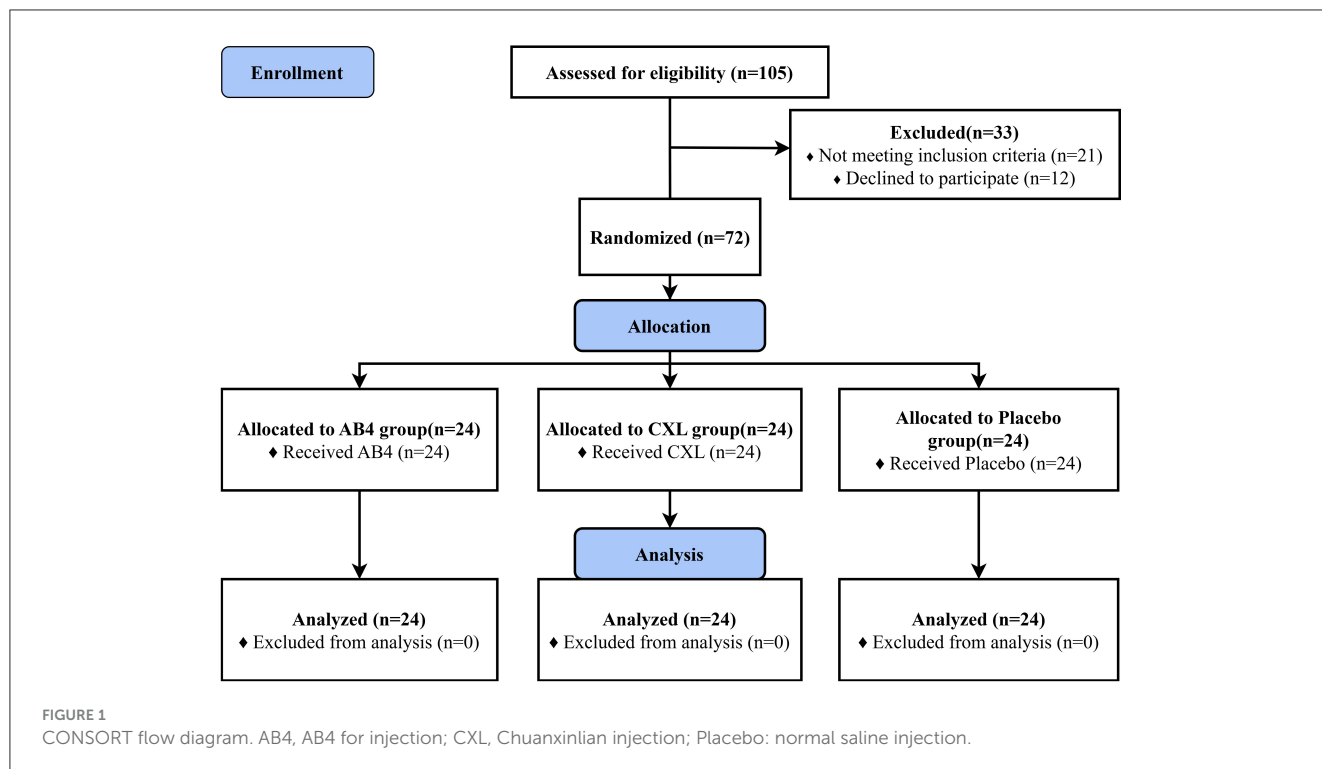 Enrollment
Assessed for eligibility (n=105)
Excluded(n=33)
♦ Not meeting inclusion criteria (n=21)
♦ Declined to participate (n=12)
Randomized (n=72)
Allocation
Allocated to AB4 group(n=24)
♦ Received AB4 (n=24)
Allocated to CXL group(n=24)
♦ Received CXL (n=24)
Allocated to Placebo
group(n=24)
♦ Received Placebo (n=24)
Analysis
Analyzed (n=24)
♦ Excluded from analysis (n=0)
Analyzed (n=24)
♦ Excluded from analysis (n=0)
Analyzed (n=24)
♦ Excluded from analysis (n=0)
FIGURE 1
CONSORT flow diagram. AB4, AB4 for injection; CXL, Chuanxinlian injection; Placebo: normal saline injection.